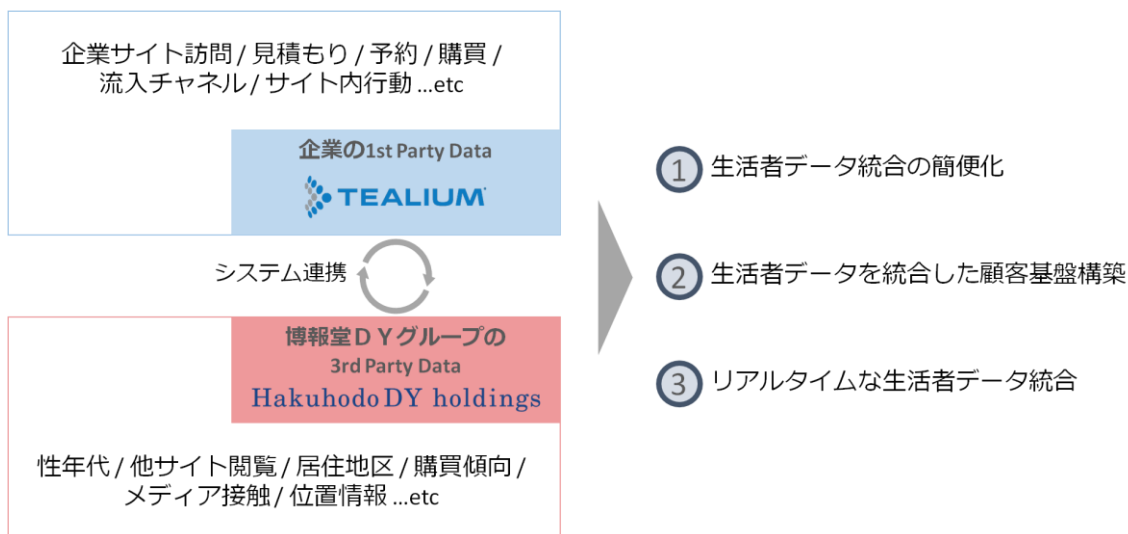 企業サイト訪問 / 見積もり / 予約 / 購買 /
流入チャネル / サイト内行動 ...etc
企業の1st Party Data
TEALIUM
システム連携
博報堂ＤＹグループの
3rd Party Data
Hakuhodo DY holdings
性年代 / 他サイト閲覧 / 居住地区 / 購買傾向 /
メディア接触 / 位置情報 ...etc
1 生活者データ統合の簡便化
2 生活者データを統合した顧客基盤構築
3 リアルタイムな生活者データ統合